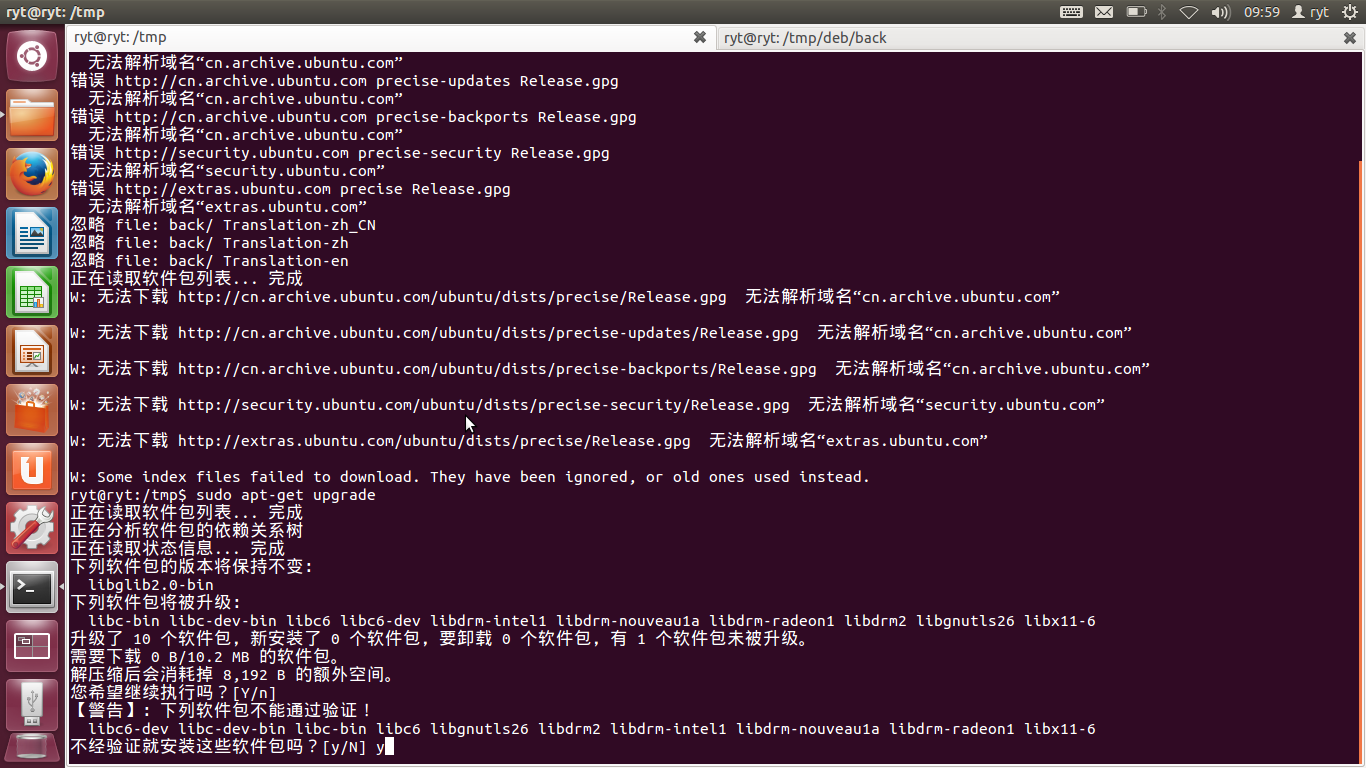 ryt@ryt: /tmp
09:59
ryt
ryt@ryt: /tmp
ryt@ryt: /tmp/deb/back
无法解析域名“cn.archive.ubuntu.com”
错误 http://cn.archive.ubuntu.com precise-updates Release.gpg
无法解析域名“cn.archive.ubuntu.com”
错误 http://cn.archive.ubuntu.com precise-backports Release.gpg
无法解析域名“cn.archive.ubuntu.com”
错误 http://security.ubuntu.com precise-security Release.gpg
无法解析域名“security.ubuntu.com”
错误 http://extras.ubuntu.com precise Release.gpg
无法解析域名“extras.ubuntu.com”
忽略 file: back/ Translation-zh_CN
忽略 file: back/ Translation-zh
忽略 file: back/ Translation-en
正在读取软件包列表... 完成
W: 无法下载 http://cn.archive.ubuntu.com/ubuntu/dists/precise/Release.gpg  无法解析域名“cn.archive.ubuntu.com”
W: 无法下载 http://cn.archive.ubuntu.com/ubuntu/dists/precise-updates/Release.gpg  无法解析域名“cn.archive.ubuntu.com”
W: 无法下载 http://cn.archive.ubuntu.com/ubuntu/dists/precise-backports/Release.gpg  无法解析域名“cn.archive.ubuntu.com”
W: 无法下载 http://security.ubuntu.com/ubuntu/dists/precise-security/Release.gpg  无法解析域名“security.ubuntu.com”
W: 无法下载 http://extras.ubuntu.com/ubuntu/dists/precise/Release.gpg  无法解析域名“extras.ubuntu.com”
W: Some index files failed to download. They have been ignored, or old ones used instead.
ryt@ryt:/tmp$ sudo apt-get upgrade
正在读取软件包列表... 完成
正在分析软件包的依赖关系树
正在读取状态信息... 完成
下列软件包的版本将保持不变：
libglib2.0-bin
下列软件包将被升级：
libc-bin libc-dev-bin libc6 libc6-dev libdrm-intel1 libdrm-nouveau1a libdrm-radeon1 libdrm2 libgnutls26 libx11-6
升级了 10 个软件包，新安装了 0 个软件包，要卸载 0 个软件包，有 1 个软件包未被升级。
需要下载 0 B/10.2 MB 的软件包。
解压缩后会消耗掉 8,192 B 的额外空间。
您希望继续执行吗？[Y/n]
【警告】：下列软件包不能通过验证！
libc6-dev libc-dev-bin libc-bin libc6 libgnutls26 libdrm2 libdrm-intel1 libdrm-nouveau1a libdrm-radeon1 libx11-6
不经验证就安装这些软件包吗？[y/N] y